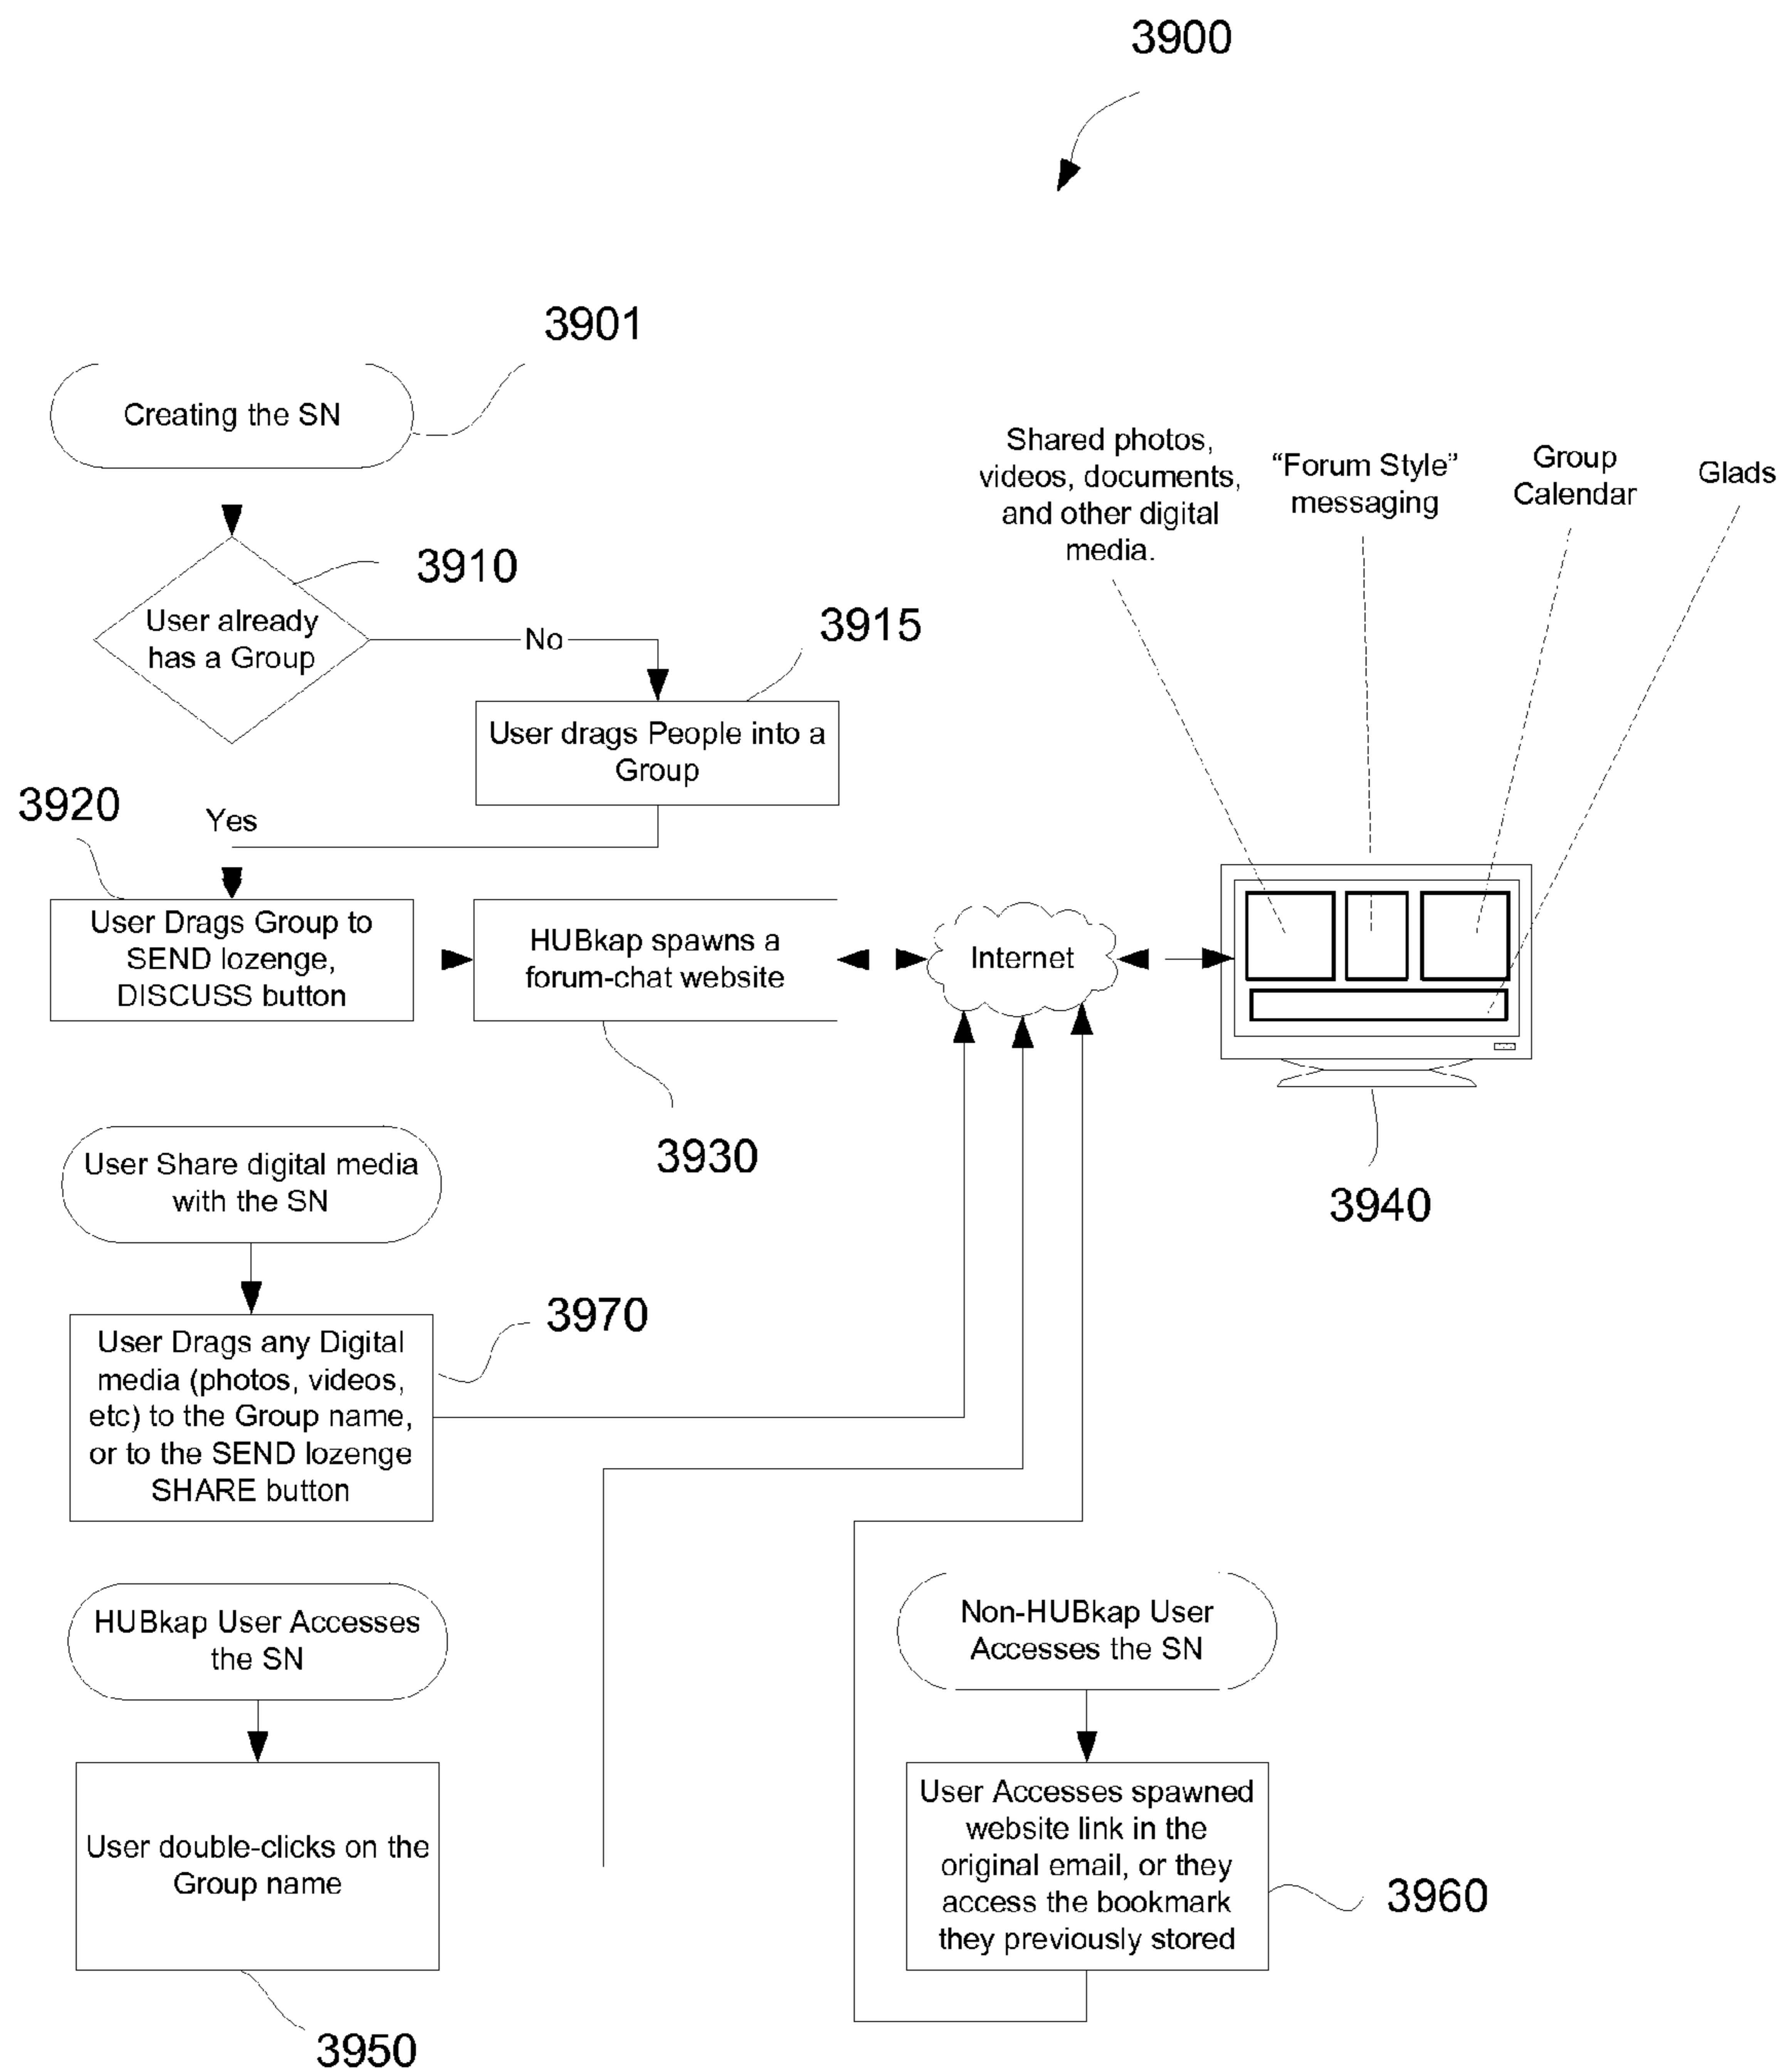 3900
3901
Creating the SN
3910
User already
has a Group
No
3915
User drags People into a
Group
3920
Yes
User Drags Group to
SEND lozenge,
DISCUSS button
HUBkap spawns a
forum-chat website
3930
Internet
Shared photos,
videos, documents,
and other digital
media.
“Forum Style”
messaging
Group
Calendar
Glads
3940
User Share digital media
with the SN
3970
User Drags any Digital
media (photos, videos,
etc) to the Group name,
or to the SEND lozenge
SHARE button
HUBkap User Accesses
the SN
User double-clicks on the
Group name
3950
Non-HUBkap User
Accesses the SN
User Accesses spawned
website link in the
original email, or they
access the bookmark
they previously stored
3960